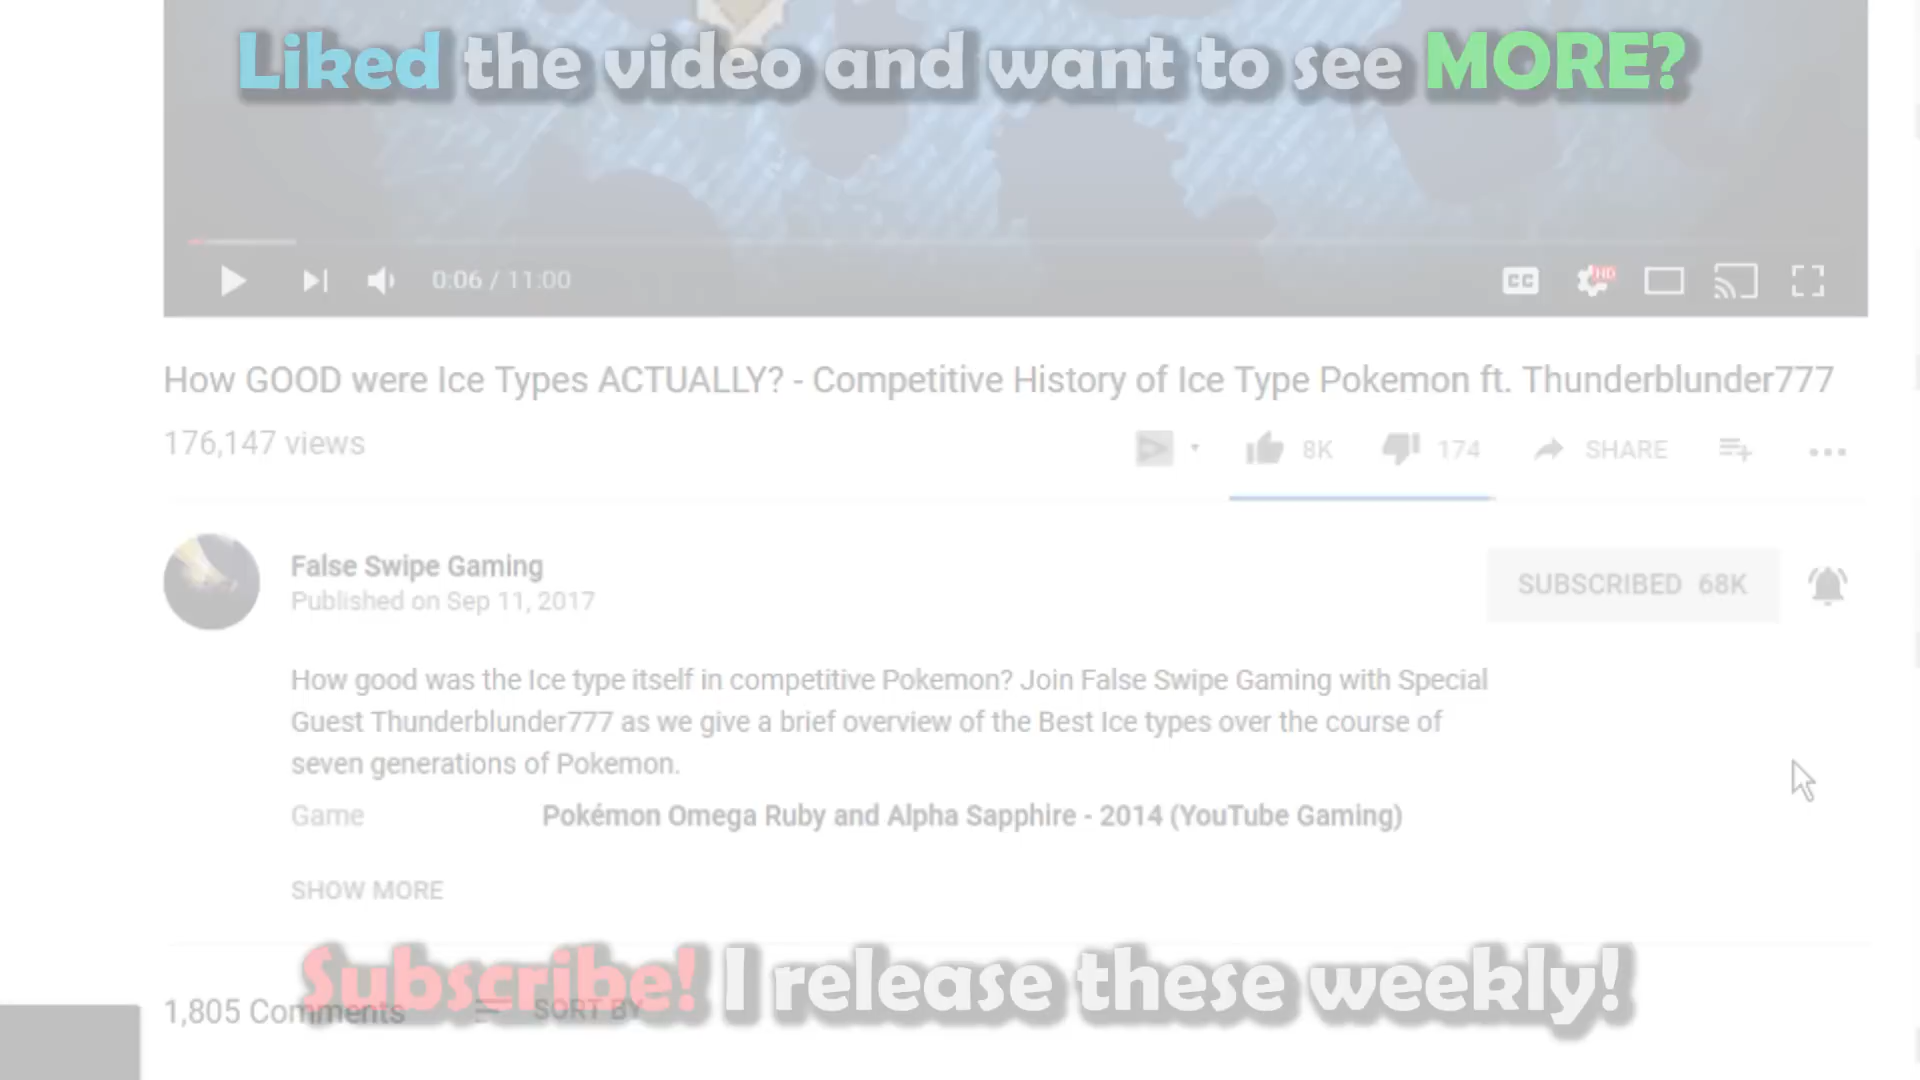 Liked the video and want to see MORE?
0:06 / 11:00
CC
HD
How GOOD were Ice Types ACTUALLY? - Competitive History of Ice Type Pokemon ft. Thunderblunder777
176,147 views
8K
174
SHARE
False Swipe Gaming
Published on Sep 11, 2017
SUBSCRIBED 68K
How good was the Ice type itself in competitive Pokemon? Join False Swipe Gaming with Special
Guest Thunderblunder777 as we give a brief overview of the Best Ice types over the course of
seven generations of Pokemon.
Game Pokémon Omega Ruby and Alpha Sapphire - 2014 (YouTube Gaming)
SHOW MORE
Subscribe! I release these weekly!
1,805 Comments SORT BY